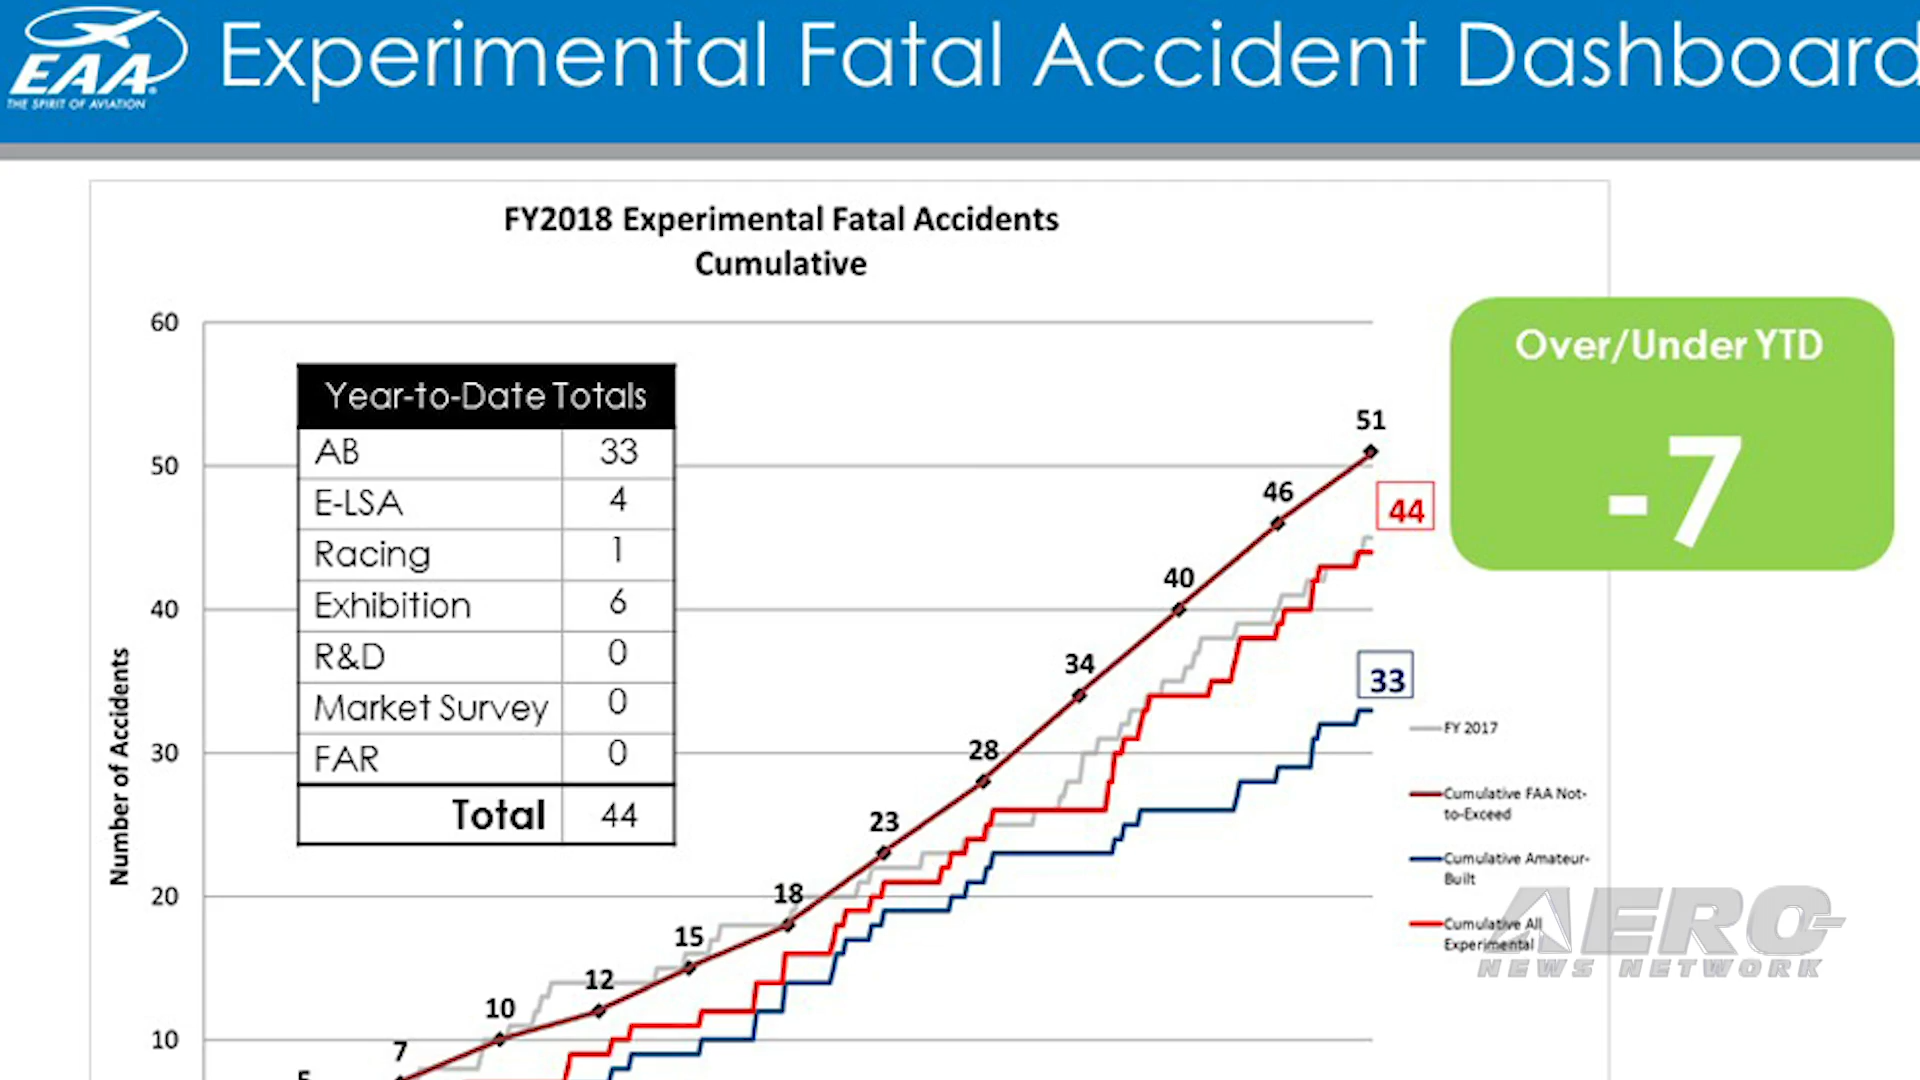 EAA
THE SPIRIT OF AVIATION
Experimental Fatal Accident Dashboard
FY2018 Experimental Fatal Accidents
Cumulative
Over/Under YTD
-7
Year-to-Date Totals
AB 33
E-LSA 4
Racing 1
Exhibition 6
R&D 0
Market Survey 0
FAR 0
Total 44
Number of Accidents
60
50
40
30
20
10
5
7
10
12
15
18
23
28
34
40
46
51
44
33
FY 2017
Cumulative FAA Not-
to-Exceed
Cumulative Amateur-
Built
Cumulative All
Experimental
AERO-
NEWS NETWORK